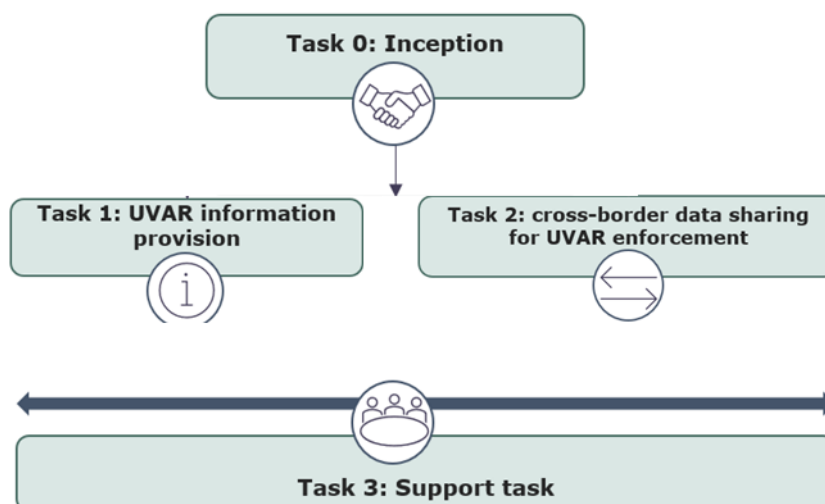 Task 0: Inception
Task 1: UVAR information
provision
i
Task 2: cross-border data sharing
for UVAR enforcement
Task 3: Support task